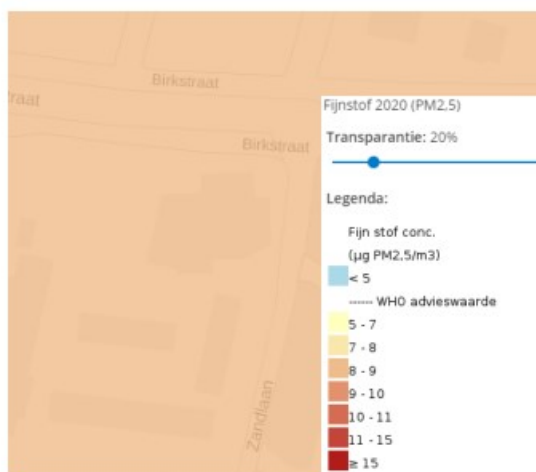 Birkstraat
raat
Birkstraat
Zandlaan
Fijnstof 2020 (PM2,5)
Transparantie: 20%
Legenda:
Fijn stof conc.
(µg PM2,5/m3)
< 5
------ WHO advieswaarde
5 - 7
7 - 8
8 - 9
9 - 10
10 - 11
11 - 15
≥ 15